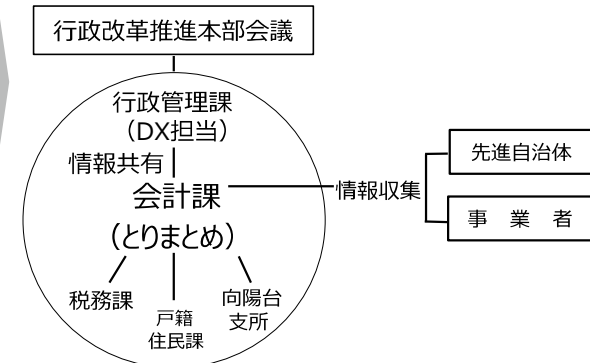 行政改革推進本部会議
行政管理課
（DX担当）
情報共有
会計課
（とりまとめ）
税務課
戸籍
住民課
向陽台
支所
情報収集
先進自治体
事　業　者